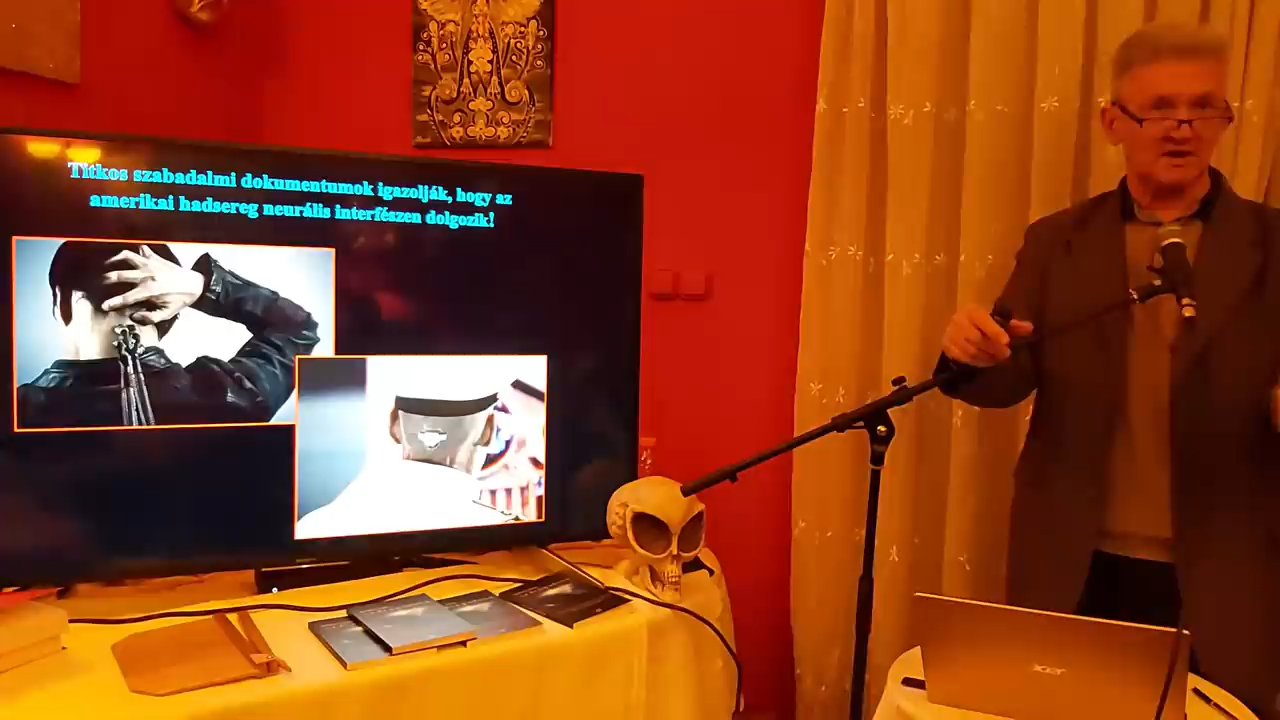 Titkos szabadalmi dokumentumok igazolják, hogy az
amerikai hadsereg neurális interfészen dolgozik!
acer